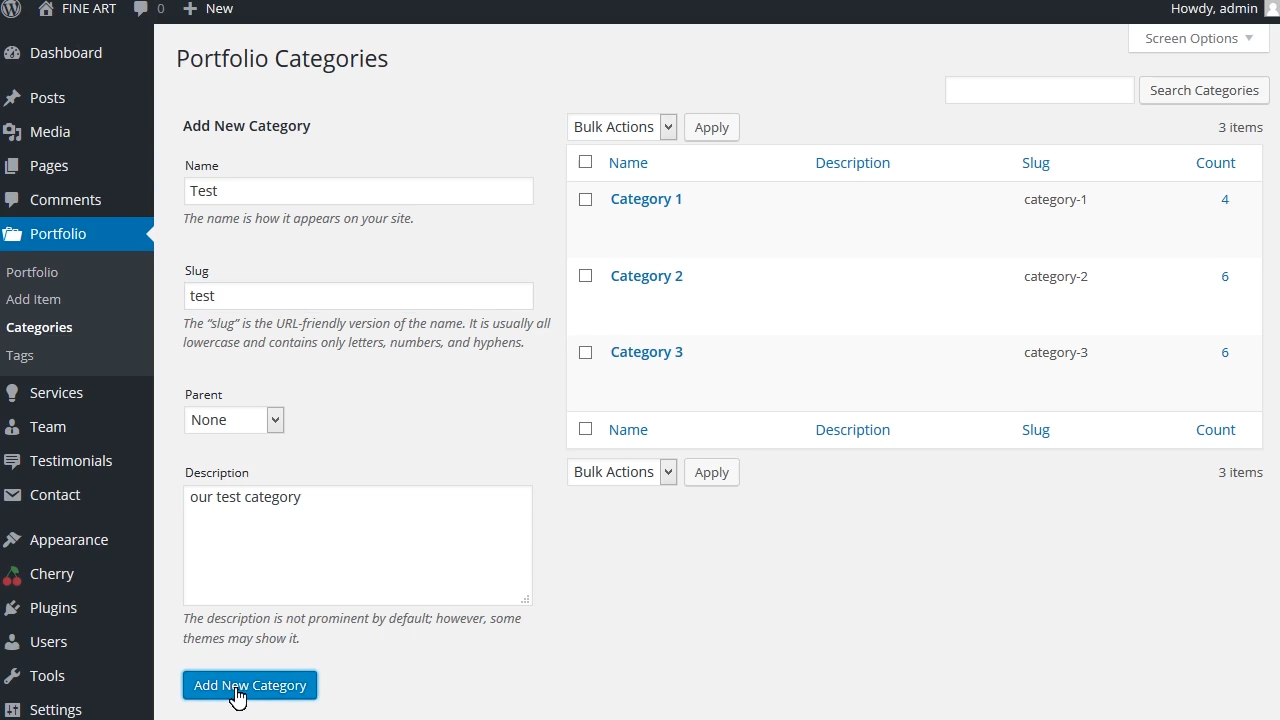 FINE ART 0 New Howdy, admin
Dashboard
Posts
Media
Pages
Comments
Portfolio
Portfolio
Add Item
Categories
Tags
Services
Team
Testimonials
Contact
Appearance
Cherry
Plugins
Users
Tools
Settings
Screen Options
Portfolio Categories
Search Categories
Add New Category
Name
Test
The name is how it appears on your site.
Slug
test
The “slug” is the URL-friendly version of the name. It is usually all
lowercase and contains only letters, numbers, and hyphens.
Parent
None
Description
our test category
The description is not prominent by default; however, some
themes may show it.
Add New Category
Bulk Actions Apply 3 items
Name Description Slug Count
Category 1 category-1 4
Category 2 category-2 6
Category 3 category-3 6
Name Description Slug Count
Bulk Actions Apply 3 items